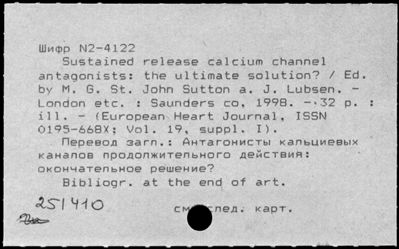 Шифр N2-4122
Sustained release calcium channel
antagonists: the ultimate solution? / Ed.
by M. G. St. John Sutton a. J. Lubsen. -
London etc. : Saunders co, 1998. - 32 p. :
ill. - (European Heart Journal, ISSN
0195-668X; Vol. 19, suppl. I).
Перевод загл.: Антагонисты кальциевых
каналов продолжительного действия:
окончательное решение?
Bibliogr. at the end of art.
251410
см. след. карт.